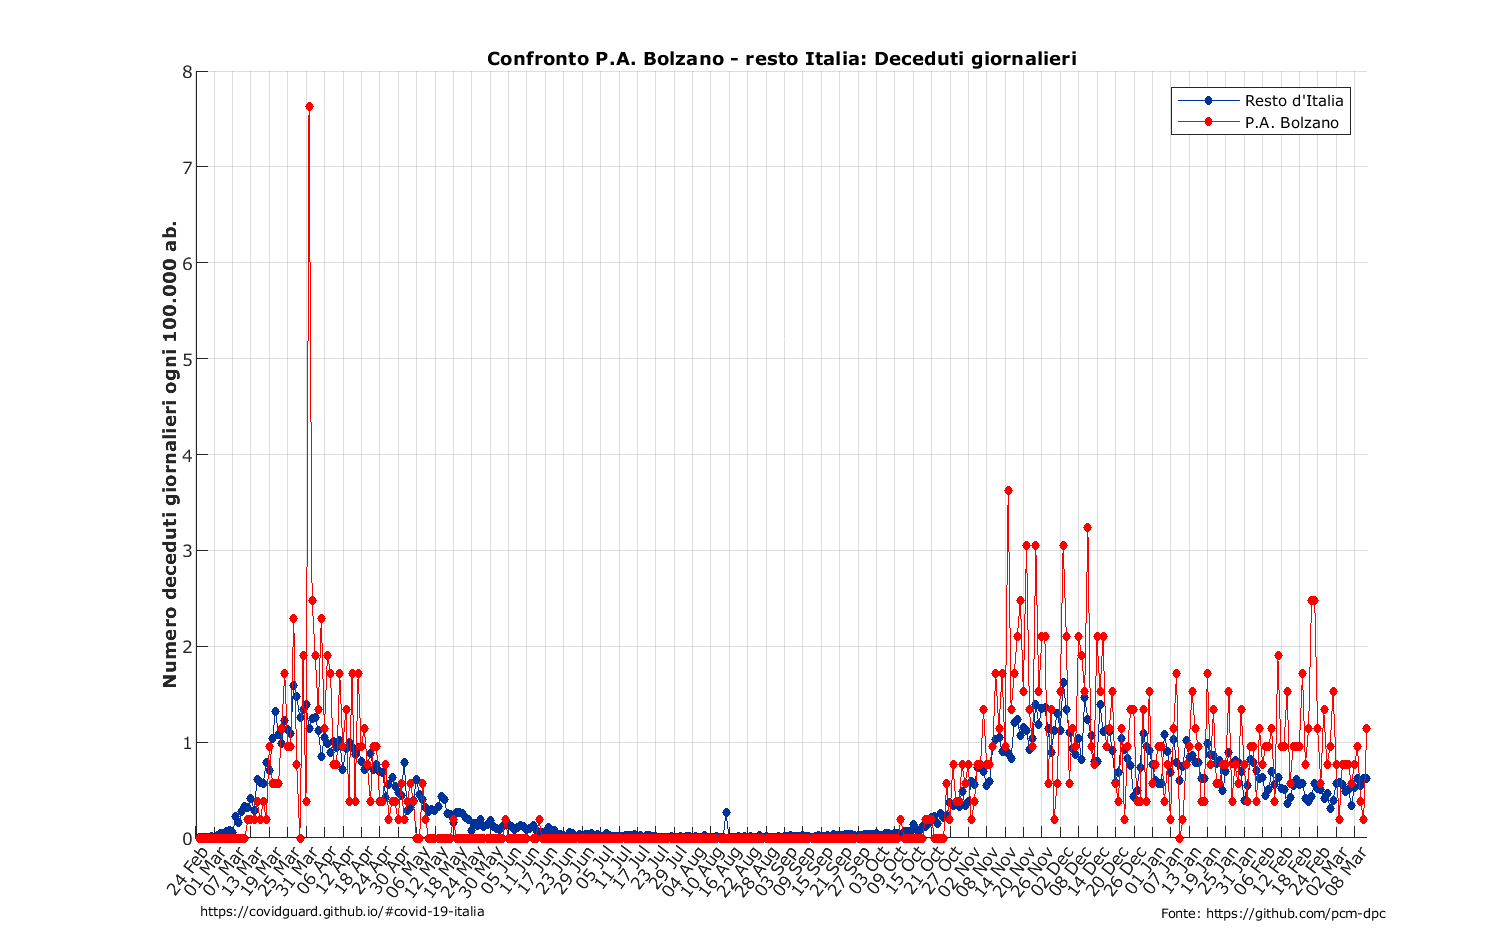 Confronto P.A. Bolzano - resto Italia: Deceduti giornalieri
Resto d'Italia
P.A. Bolzano
Numero deceduti giornalieri ogni 100.000 ab.
8
7
6
5
4
3
2
1
0
24 Feb
01 Mar
07 Mar
13 Mar
19 Mar
25 Mar
31 Mar
06 Apr
12 Apr
18 Apr
24 Apr
30 Apr
06 May
12 May
18 May
24 May
30 May
05 Jun
11 Jun
17 Jun
23 Jun
29 Jun
05 Jul
11 Jul
17 Jul
23 Jul
29 Jul
04 Aug
10 Aug
16 Aug
22 Aug
28 Aug
03 Sep
09 Sep
15 Sep
21 Sep
27 Sep
03 Oct
09 Oct
15 Oct
21 Oct
27 Oct
02 Nov
08 Nov
14 Nov
20 Nov
26 Nov
02 Dec
08 Dec
14 Dec
20 Dec
26 Dec
01 Jan
07 Jan
13 Jan
19 Jan
25 Jan
31 Jan
06 Feb
12 Feb
18 Feb
24 Feb
02 Mar
08 Mar
https://covidguard.github.io/#covid-19-italia
Fonte: https://github.com/pcm-dpc